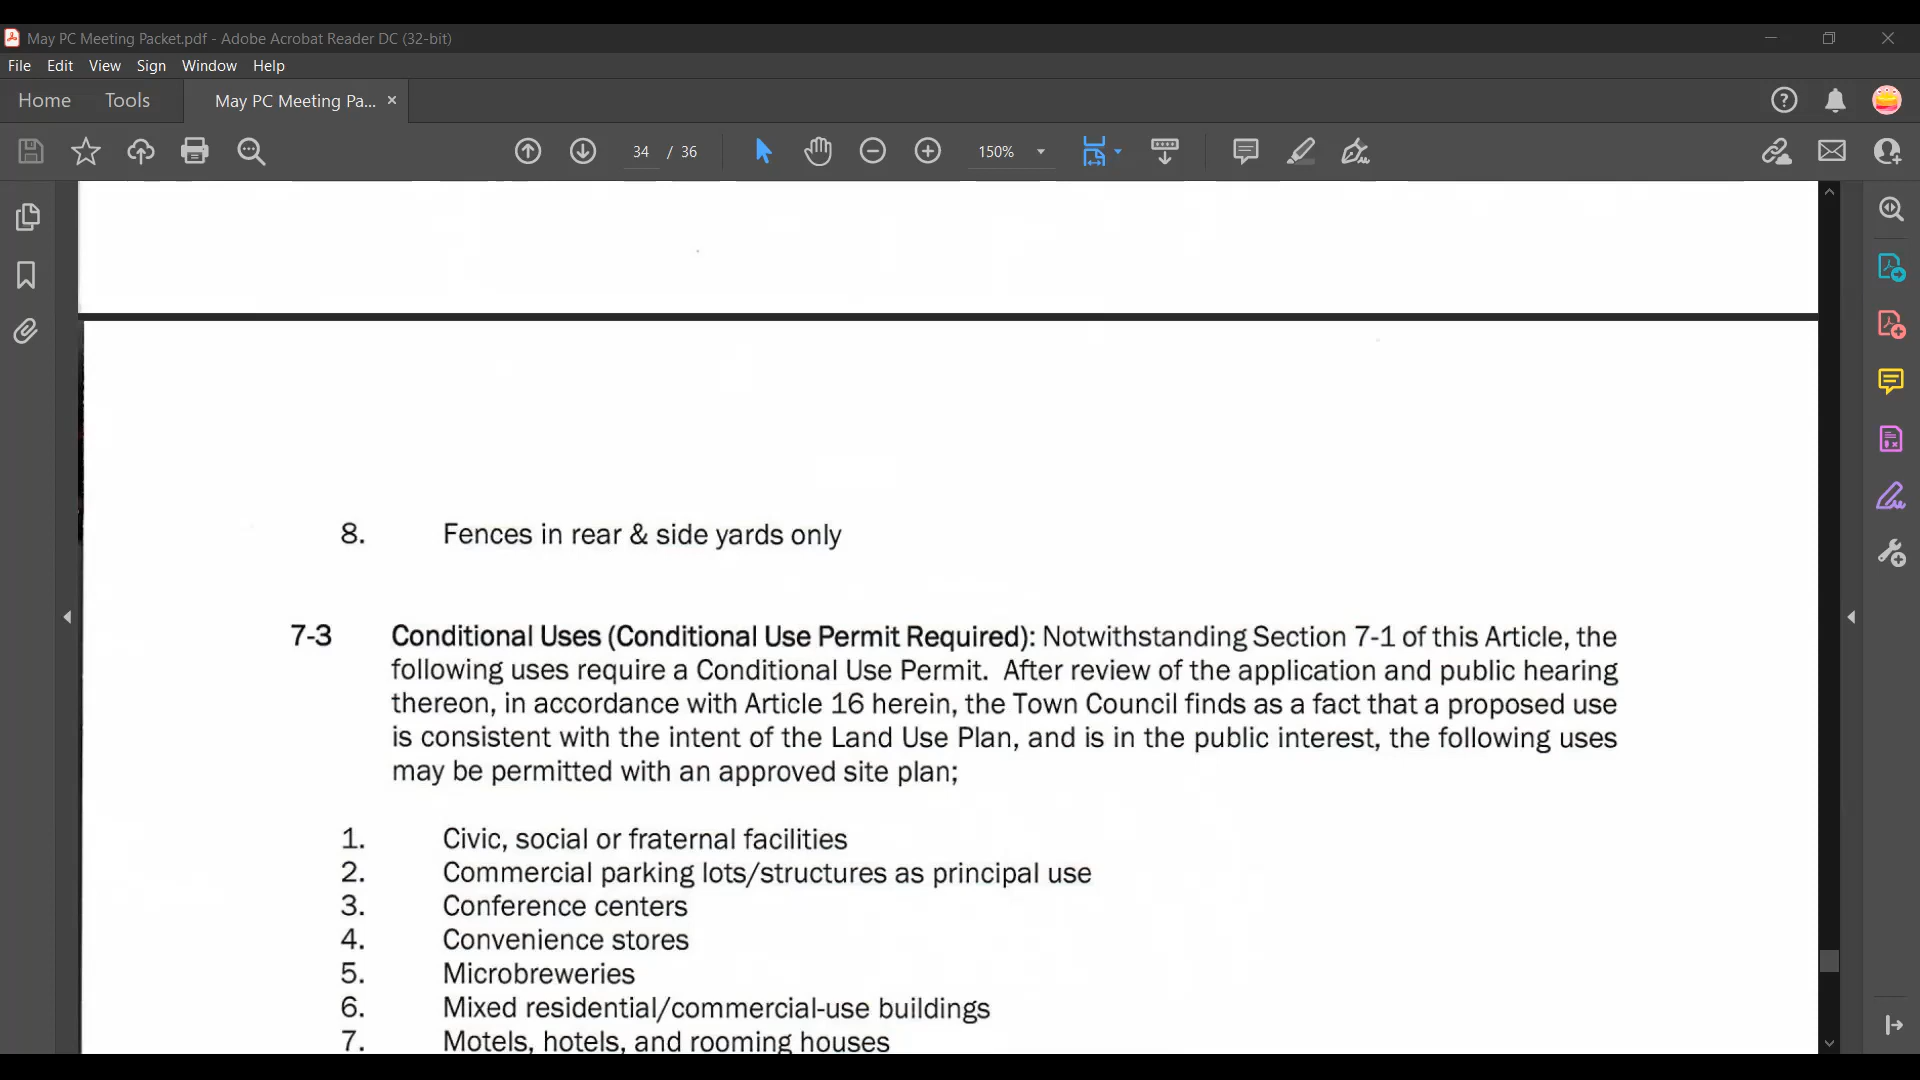 May PC Meeting Packet.pdf - Adobe Acrobat Reader DC (32-bit)
File Edit View Sign Window Help
Home Tools May PC Meeting Pa... ×
34 / 36 150%
8. Fences in rear & side yards only
7-3 Conditional Uses (Conditional Use Permit Required): Notwithstanding Section 7-1 of this Article, the
following uses require a Conditional Use Permit. After review of the application and public hearing
thereon, in accordance with Article 16 herein, the Town Council finds as a fact that a proposed use
is consistent with the intent of the Land Use Plan, and is in the public interest, the following uses
may be permitted with an approved site plan;
1. Civic, social or fraternal facilities
2. Commercial parking lots/structures as principal use
3. Conference centers
4. Convenience stores
5. Microbreweries
6. Mixed residential/commercial-use buildings
7. Motels, hotels, and rooming houses